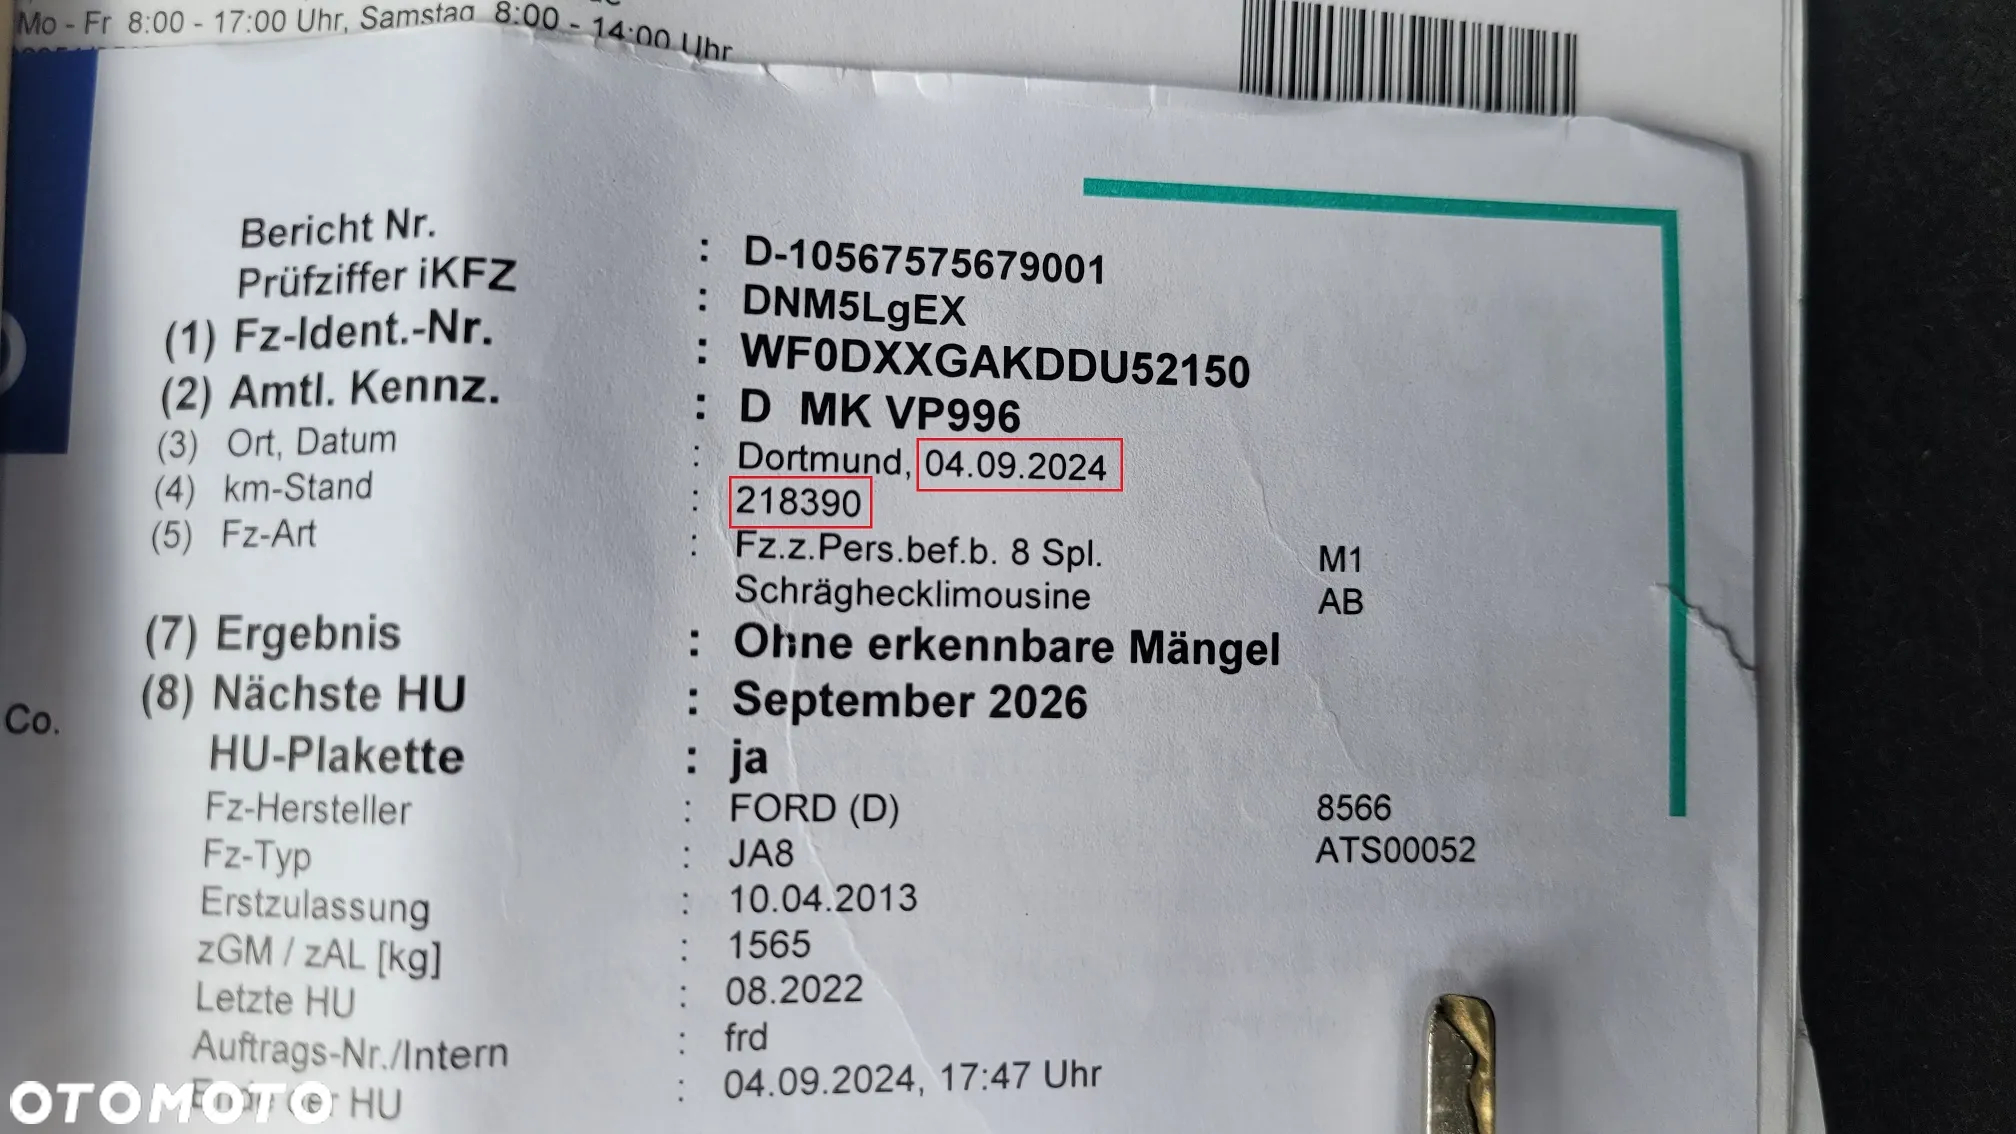 Mo - Fr 8:00 - 17:00 Uhr, Samstag 8:00 - 14:00 Uhr
Bericht Nr. : D-10567575679001
Prüfziffer iKFZ : DNM5LgEX
(1) Fz-Ident.-Nr. : WF0DXXGAKDDU52150
(2) Amtl. Kennz. : D MK VP996
(3) Ort, Datum : Dortmund, 04.09.2024
(4) km-Stand : 218390
(5) Fz-Art : Fz.z.Pers.bef.b. 8 Spl. M1
Schräghecklimousine AB
(7) Ergebnis : Ohne erkennbare Mängel
(8) Nächste HU : September 2026
Co.
HU-Plakette : ja
Fz-Hersteller : FORD (D) 8566
Fz-Typ : JA8 ATS00052
Erstzulassung : 10.04.2013
zGM / zAL [kg] : 1565
Letzte HU : 08.2022
Auftrags-Nr./Intern : frd
Ende der HU : 04.09.2024, 17:47 Uhr
OTOMOTO